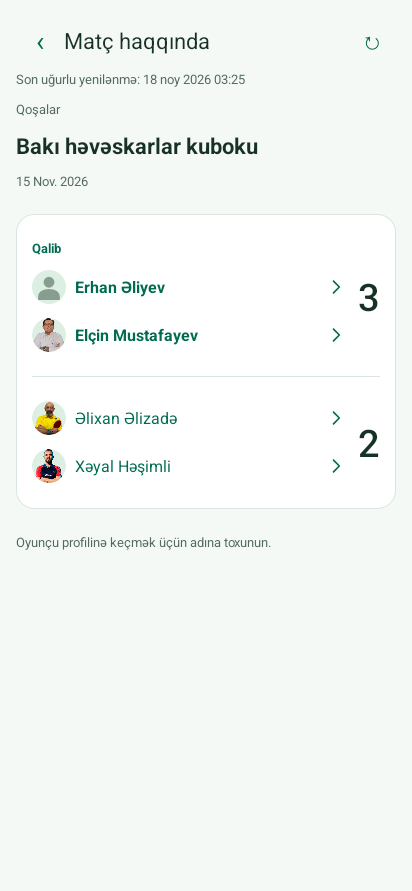 Matç haqqında
Son uğurlu yenilənmə: 18 noy 2026 03:25
Qoşalar
Bakı həvəskarlar kuboku
15 Nov. 2026
Qalib
Erhan Əliyev
3
Elçin Mustafayev
Əlixan Əlizadə
2
Xəyal Həşimli
Oyunçu profilinə keçmək üçün adına toxunun.